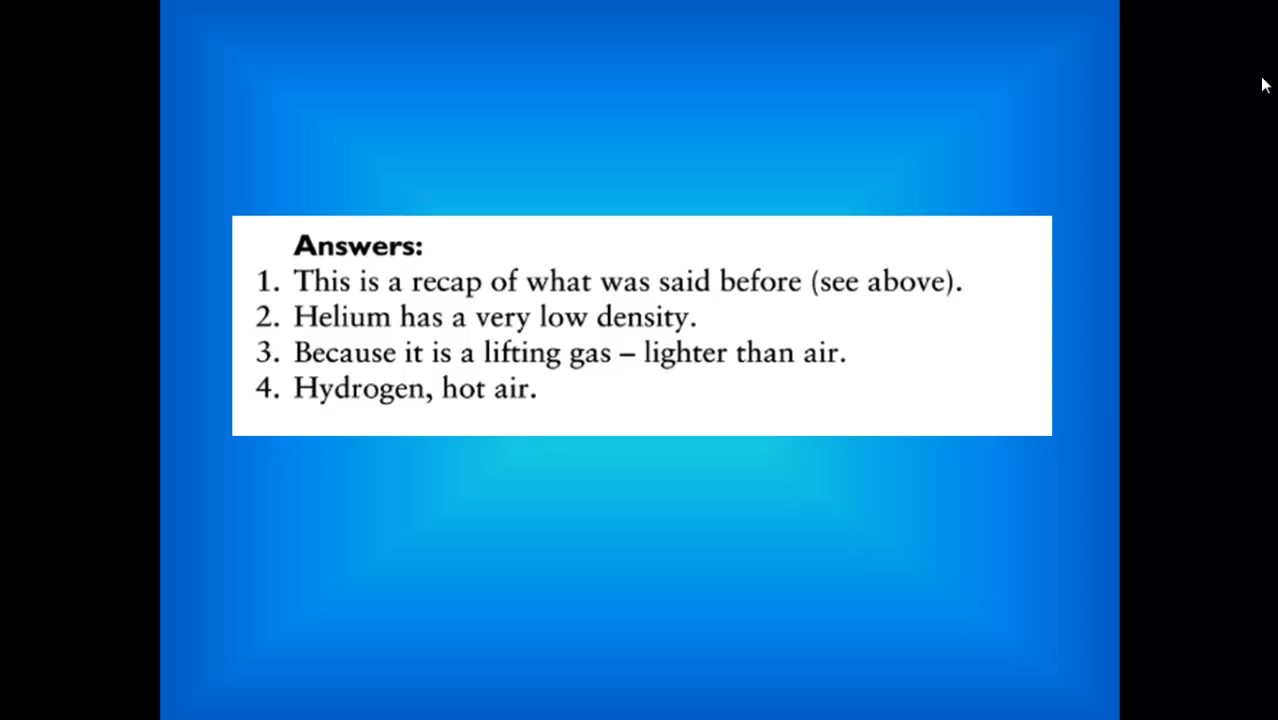 Answers:
1. This is a recap of what was said before (see above).
2. Helium has a very low density.
3. Because it is a lifting gas – lighter than air.
4. Hydrogen, hot air.